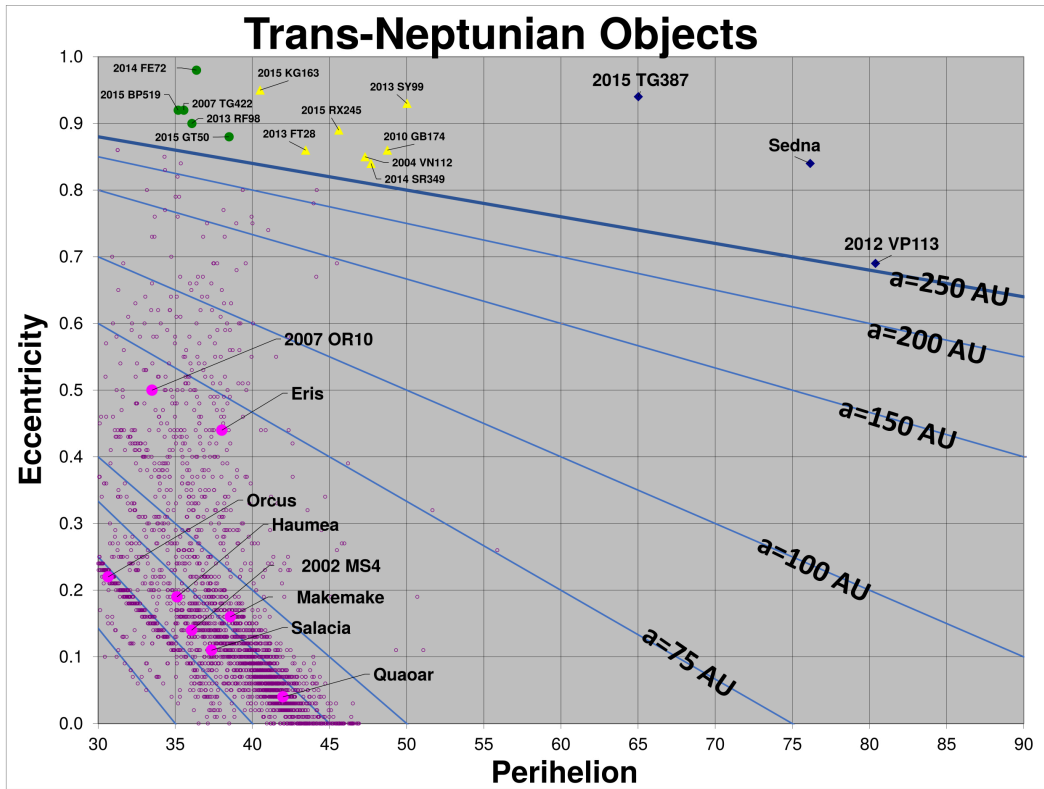 Trans-Neptunian Objects
1.0
2014 FE72
2015 KG163
2013 SY99
2015 TG387
2015 BP519
2007 TG422
2015 RX245
0.9
2013 RF98
2015 GT50
2013 FT28
2010 GB174
Sedna
2004 VN112
2014 SR349
0.8
2012 VP113
0.7
a=250 AU
0.6
a=200 AU
2007 OR10
0.5
Eris
a=150 AU
0.4
Orcus
Haumea
0.3
2002 MS4
a=100 AU
0.2
Makemake
Salacia
a=75 AU
0.1
Quaoar
0.0
Eccentricity
30 35 40 45 50 55 60 65 70 75 80 85 90
Perihelion